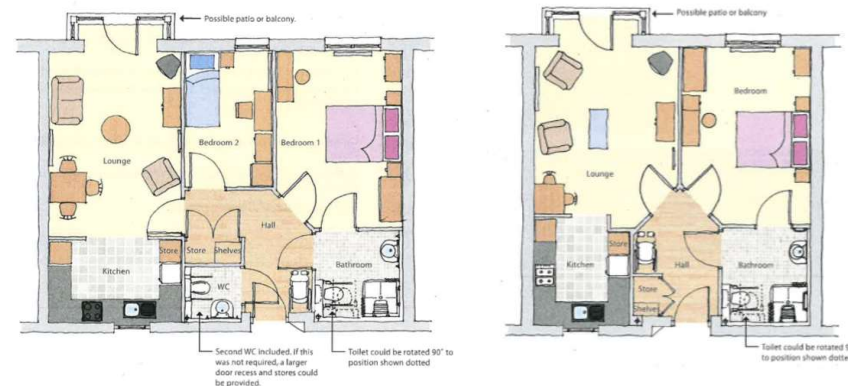 Possible patio or balcony.
Bedroom 2
Bedroom 1
Lounge
Hall
Store
Store
Shelves
Kitchen
WC
Bathroom
Second WC included. If this
was not required, a larger
door recess and stores could
be provided.
Toilet could be rotated 90° to
position shown dotted
Possible patio or balcony
Bedroom
Lounge
Store
Kitchen
Hall
Bathroom
Store
Shelves
Toilet could be rotated 9
to position shown dotte